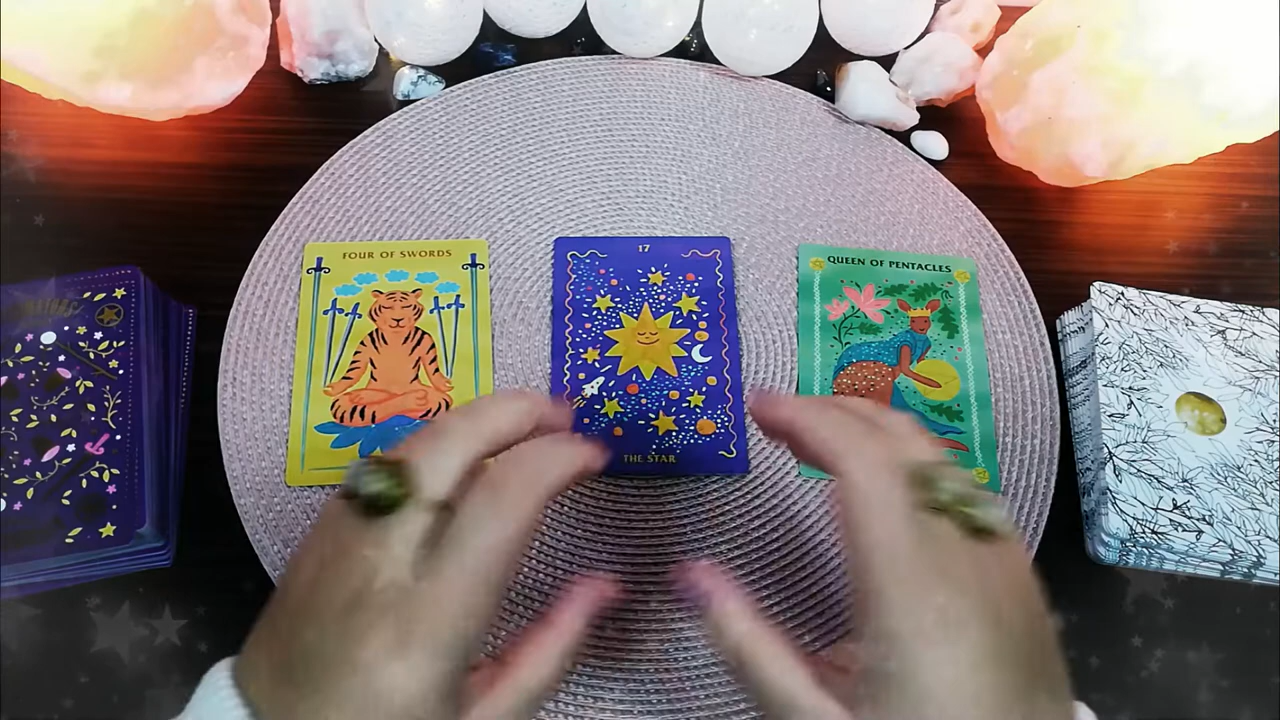 FOUR OF SWORDS
17
THE STAR
QUEEN OF PENTACLES